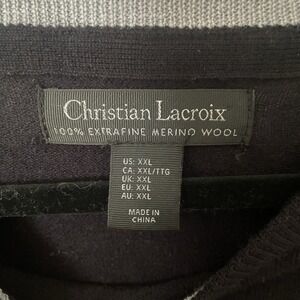 Christian Lacroix
100% EXTRAFINE MERINO WOOL
US: XXL
CA: XXL/TTG
UK: XXL
EU: XXL
AU: XXL
MADE IN
CHINA